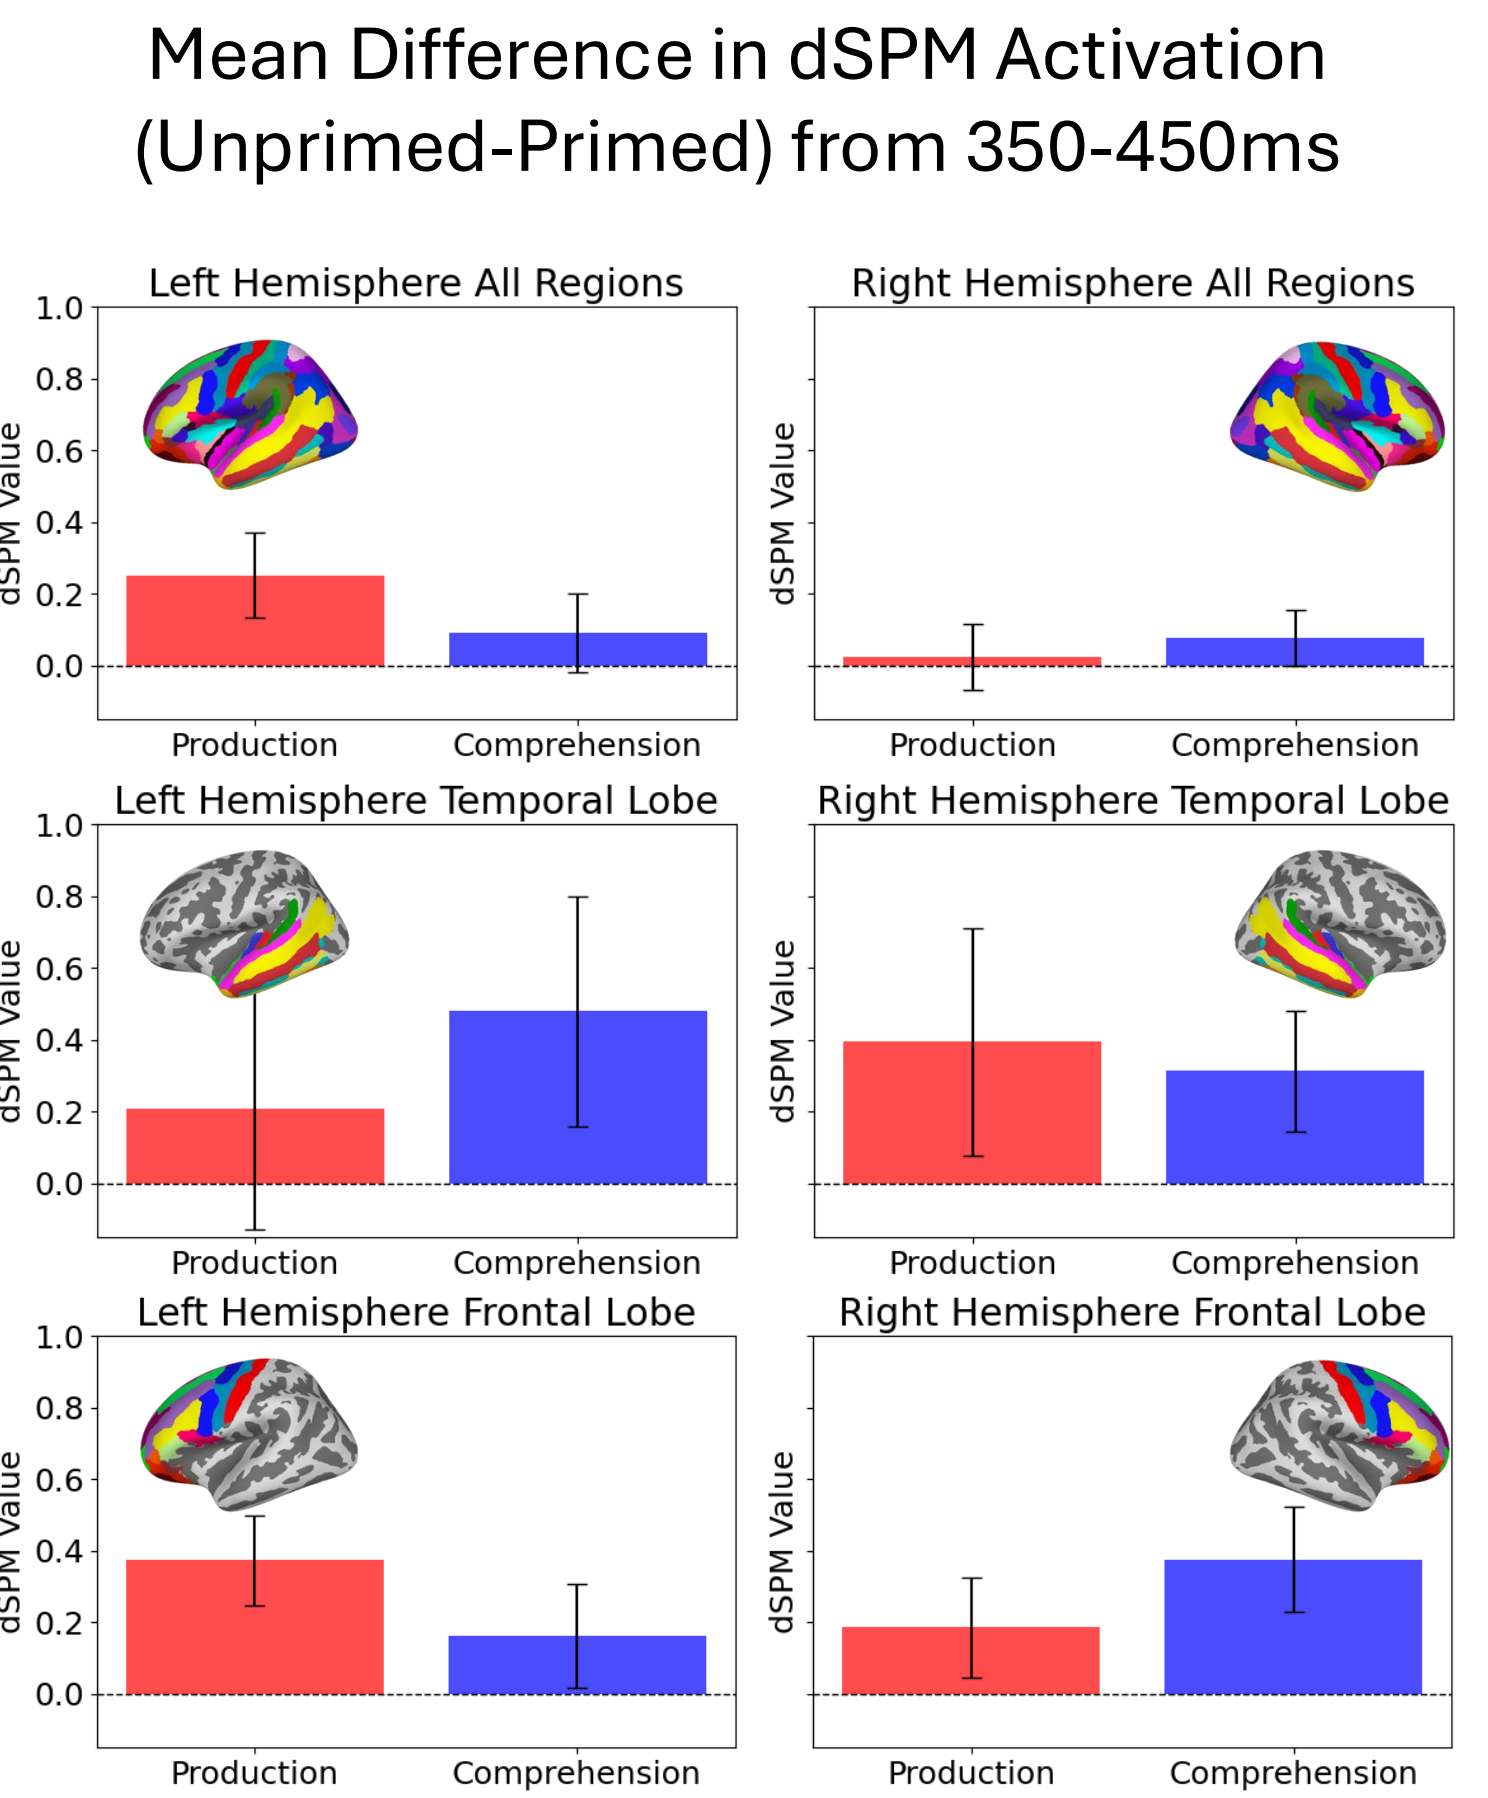 Mean Difference in dSPM Activation
(Unprimed-Primed) from 350-450ms
Left Hemisphere All Regions
1.0
0.8
0.6
0.4
0.2
0.0
dSPM Value
Production
Comprehension
Right Hemisphere All Regions
dSPM Value
Production
Comprehension
Left Hemisphere Temporal Lobe
1.0
0.8
0.6
0.4
0.2
0.0
dSPM Value
Production
Comprehension
Right Hemisphere Temporal Lobe
dSPM Value
Production
Comprehension
Left Hemisphere Frontal Lobe
1.0
0.8
0.6
0.4
0.2
0.0
dSPM Value
Production
Comprehension
Right Hemisphere Frontal Lobe
dSPM Value
Production
Comprehension